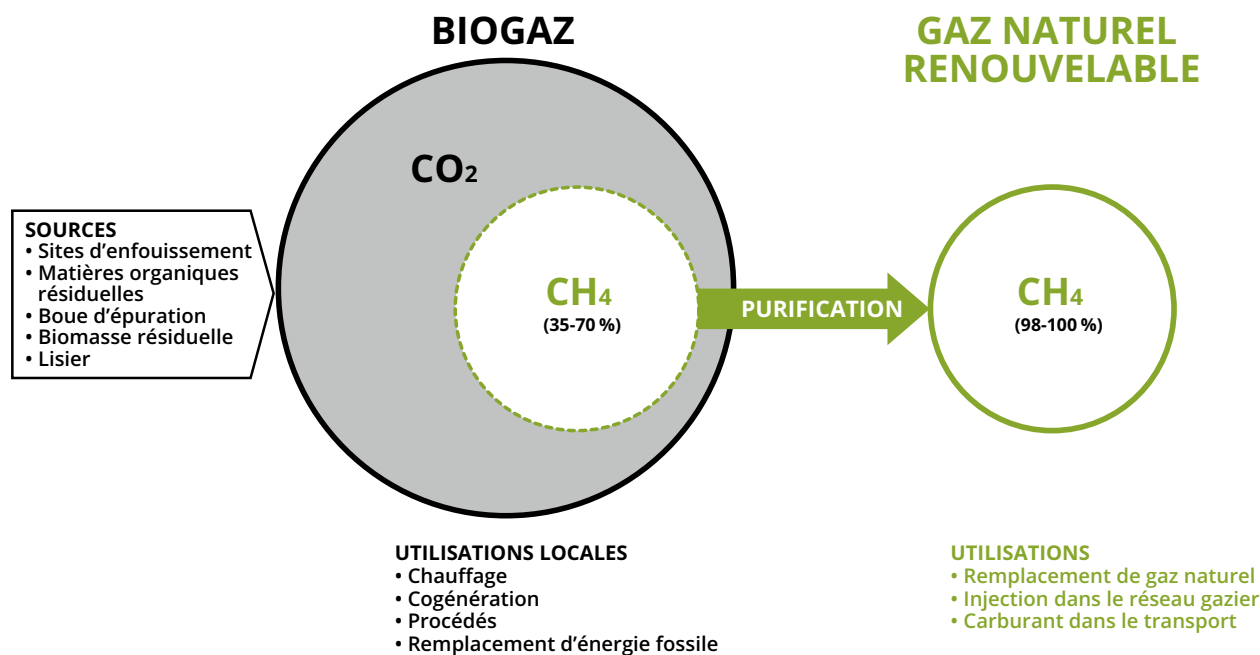 BIOGAZ
GAZ NATUREL
RENOUVELABLE
CO₂
SOURCES
• Sites d’enfouissement
• Matières organiques
résiduelles
• Boue d’épuration
• Biomasse résiduelle
• Lisier
CH₄
(35-70 %)
PURIFICATION
CH₄
(98-100 %)
UTILISATIONS LOCALES
• Chauffage
• Cogénération
• Procédés
• Remplacement d’énergie fossile
UTILISATIONS
• Remplacement de gaz naturel
• Injection dans le réseau gazier
• Carburant dans le transport